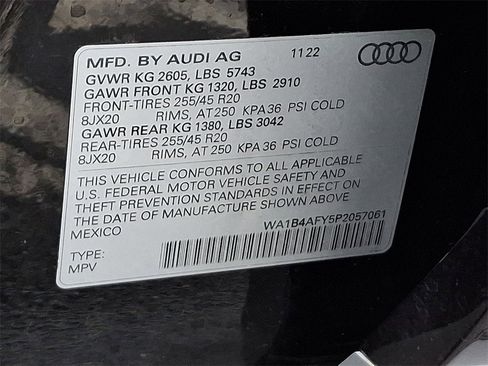 MFD. BY AUDI AG 11 22
GVWR KG 2605, LBS 5743
GAWR FRONT KG 1320, LBS 2910
FRONT-TIRES 255/45 R20
8JX20 RIMS, AT 250 KPA 36 PSI COLD
GAWR REAR KG 1380, LBS 3042
REAR-TIRES 255/45 R20
8JX20 RIMS, AT 250 KPA 36 PSI COLD
THIS VEHICLE CONFORMS TO ALL APPLICABLE
U.S. FEDERAL MOTOR VEHICLE SAFETY AND
THEFT PREVENTION STANDARDS IN EFFECT ON
THE DATE OF MANUFACTURE SHOWN ABOVE
MEXICO
WA1B4AFY5P2057061
TYPE:
MPV